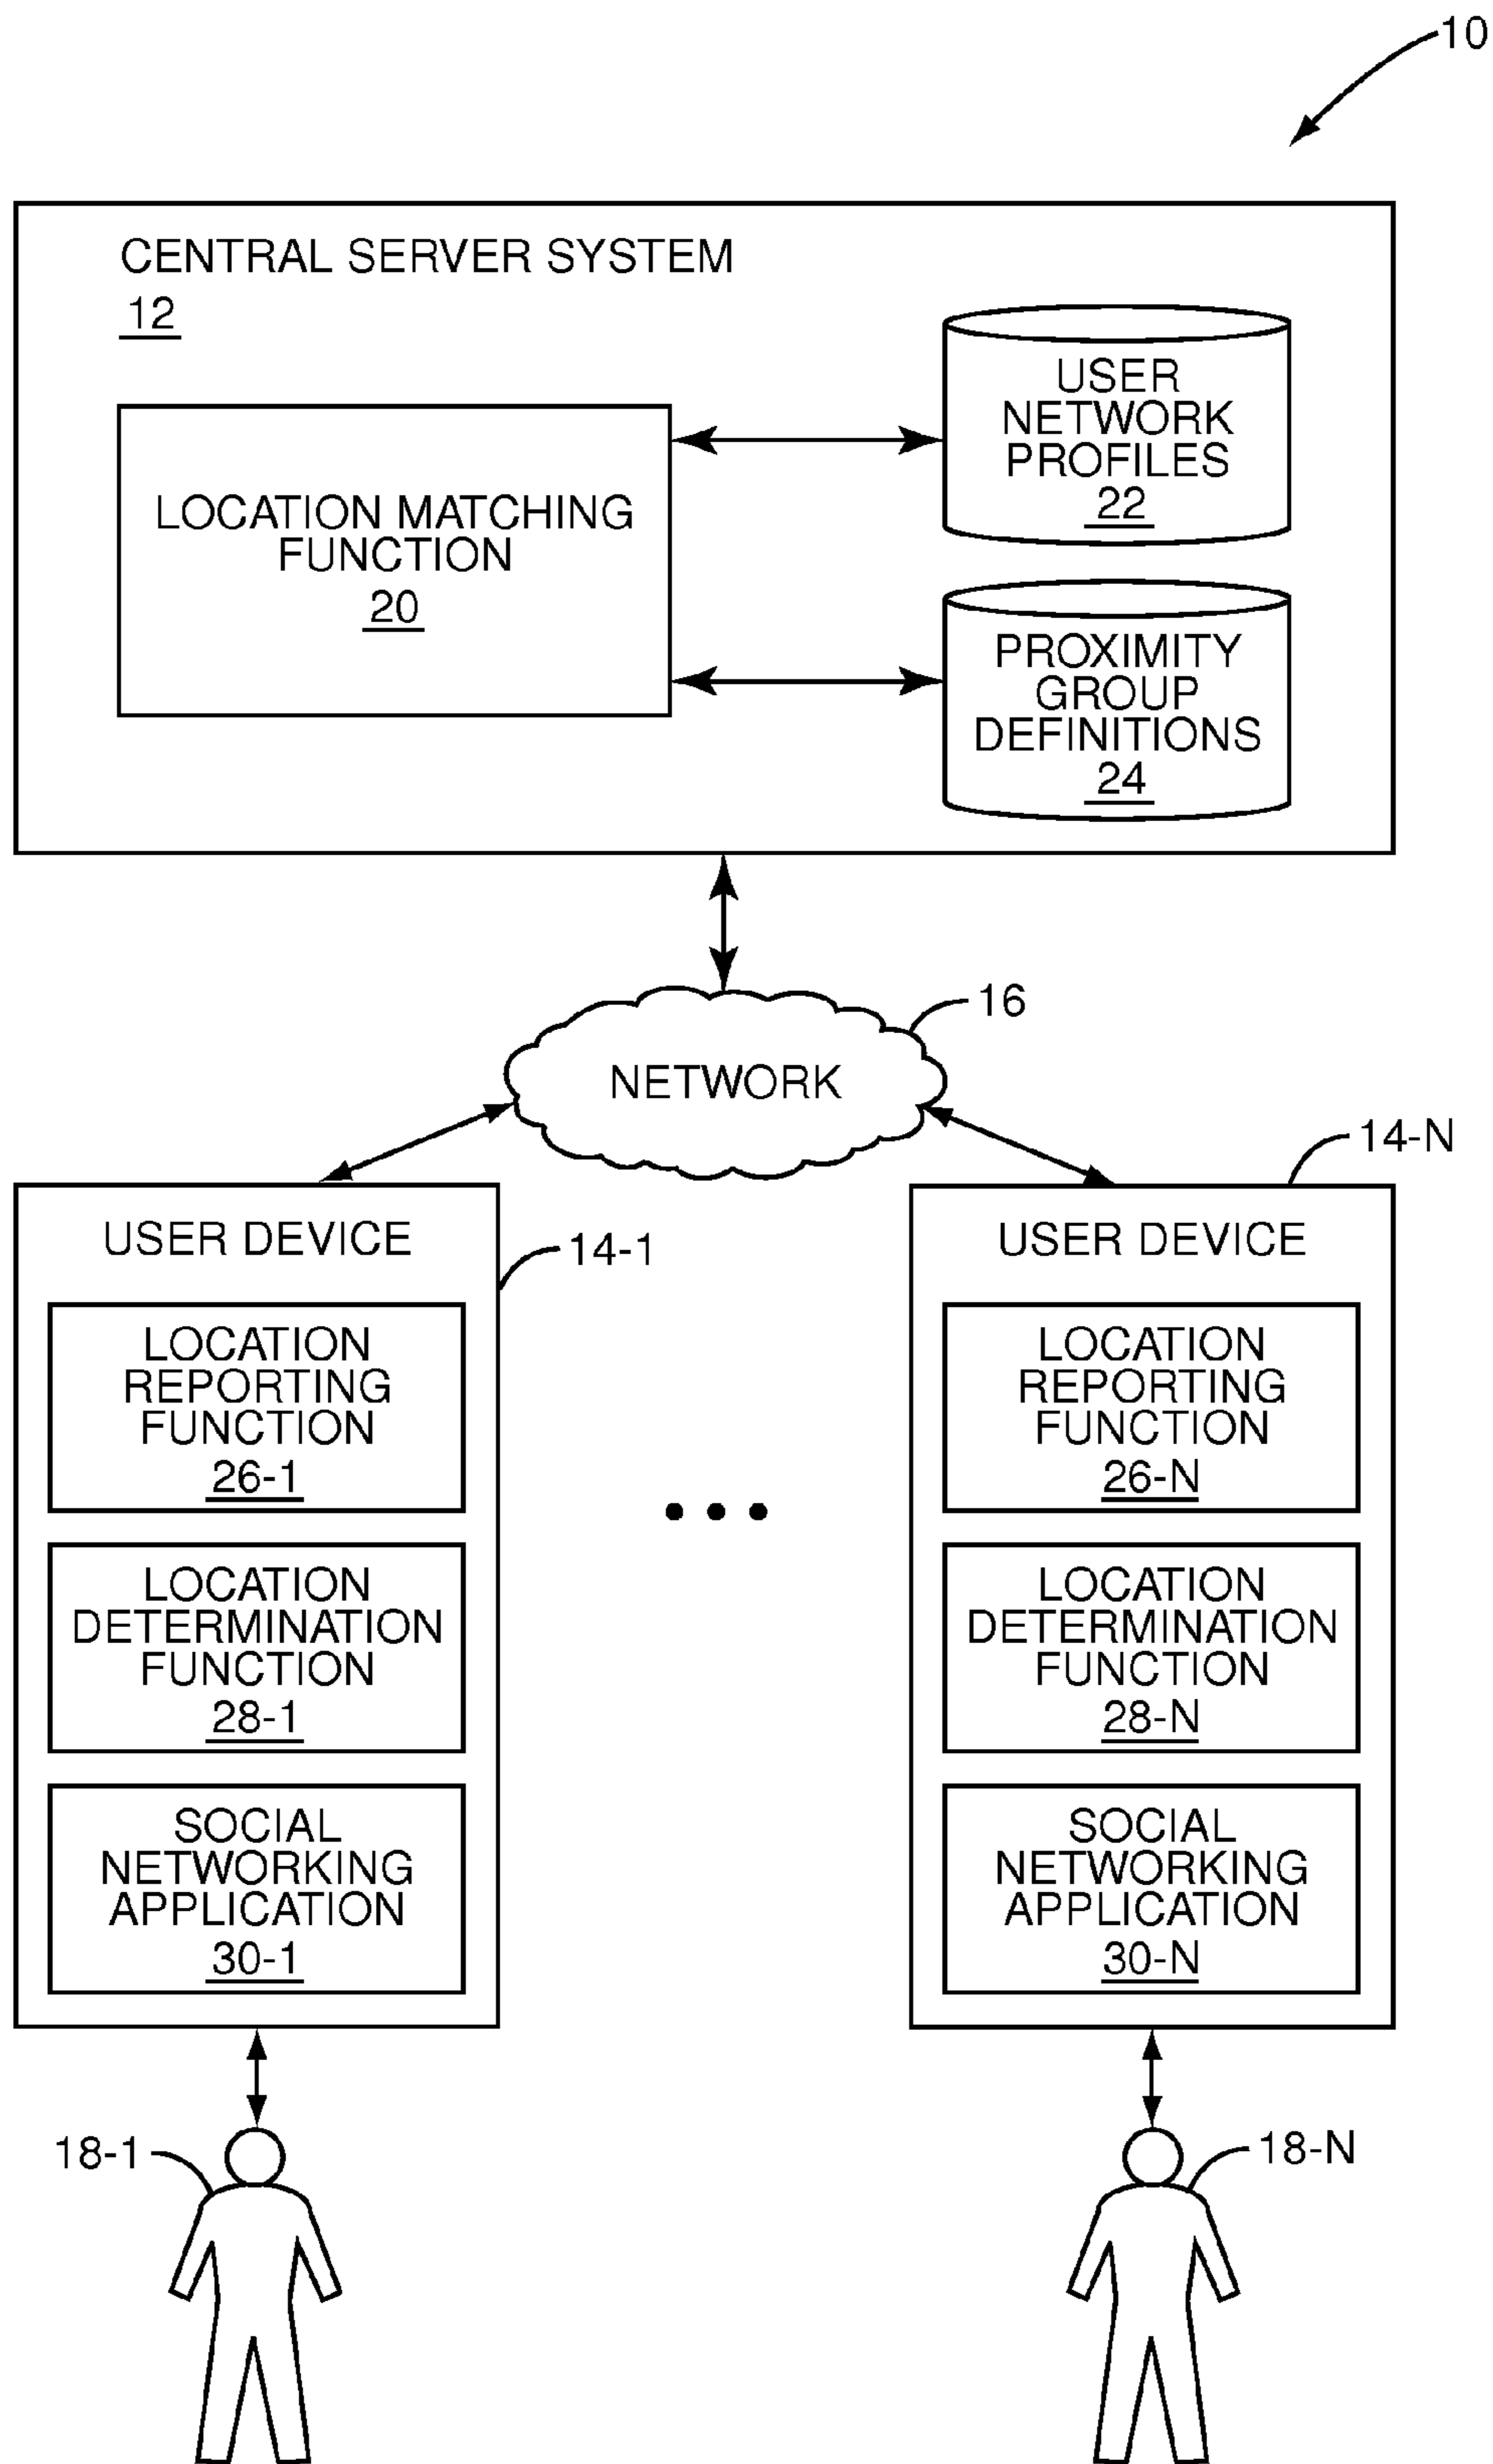 10
CENTRAL SERVER SYSTEM
12
LOCATION MATCHING
FUNCTION
20
USER
NETWORK
PROFILES
22
PROXIMITY
GROUP
DEFINITIONS
24
NETWORK
16
14-N
USER DEVICE
14-1
LOCATION
REPORTING
FUNCTION
26-1
LOCATION
DETERMINATION
FUNCTION
28-1
SOCIAL
NETWORKING
APPLICATION
30-1
USER DEVICE
LOCATION
REPORTING
FUNCTION
26-N
LOCATION
DETERMINATION
FUNCTION
28-N
SOCIAL
NETWORKING
APPLICATION
30-N
18-1
18-N